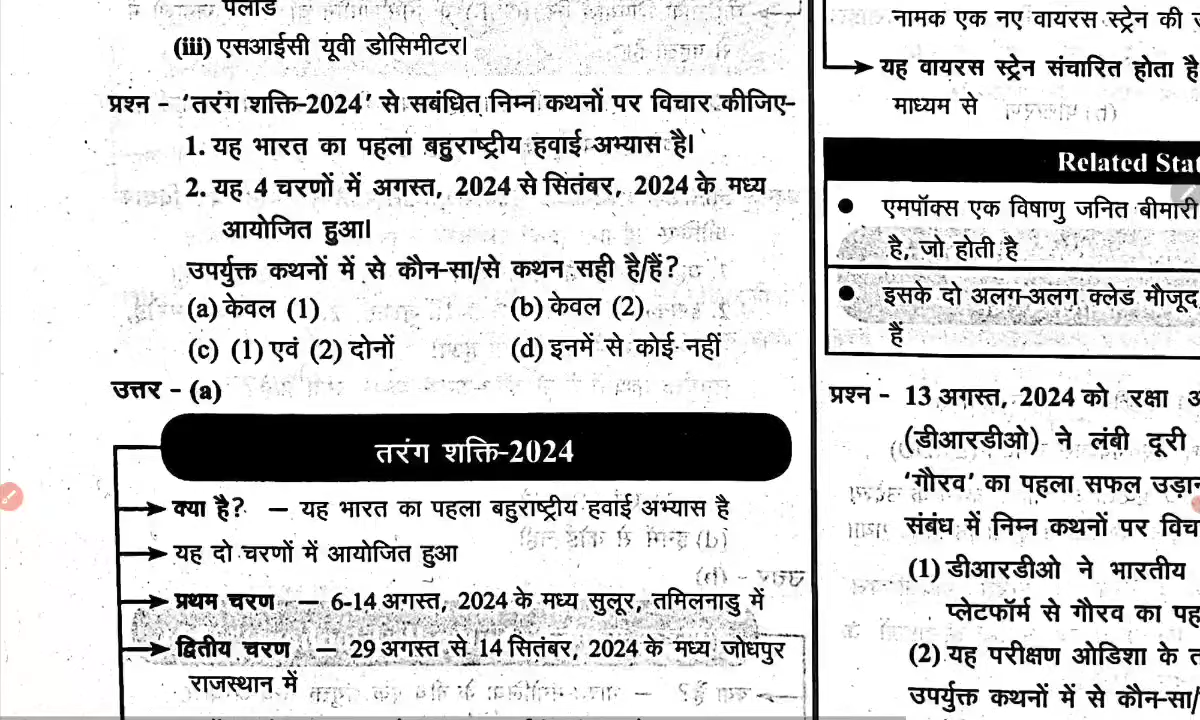 पेलोड
(iii) एसआईसी यूवी डोसिमीटर।
प्रश्न - 'तरंग शक्ति-2024' से सबंधित निम्न कथनों पर विचार कीजिए-
1. यह भारत का पहला बहुराष्ट्रीय हवाई अभ्यास है।
2. यह 4 चरणों में अगस्त, 2024 से सितंबर, 2024 के मध्य
आयोजित हुआ।
उपर्युक्त कथनों में से कौन-सा/से कथन सही है/हैं?
(a) केवल (1) (b) केवल (2)
(c) (1) एवं (2) दोनों (d) इनमें से कोई नहीं
उत्तर - (a)
तरंग शक्ति-2024
क्या है? – यह भारत का पहला बहुराष्ट्रीय हवाई अभ्यास है
यह दो चरणों में आयोजित हुआ
प्रथम चरण – 6-14 अगस्त, 2024 के मध्य सुलूर, तमिलनाडु में
द्वितीय चरण – 29 अगस्त से 14 सितंबर, 2024 के मध्य जोधपुर
राजस्थान में
नामक एक नए वायरस स्ट्रेन की
यह वायरस स्ट्रेन संचारित होता है
माध्यम से
Related Stat
एमपॉक्स एक विषाणु जनित बीमारी
है, जो होती है
इसके दो अलग-अलग क्लेड मौजूद
हैं
प्रश्न - 13 अगस्त, 2024 को रक्षा अ
(डीआरडीओ) ने लंबी दूरी
'गौरव' का पहला सफल उड़ान
संबंध में निम्न कथनों पर विच
(1) डीआरडीओ ने भारतीय
प्लेटफॉर्म से गौरव का पह
(2) यह परीक्षण ओडिशा के त
उपर्युक्त कथनों में से कौन-सा/